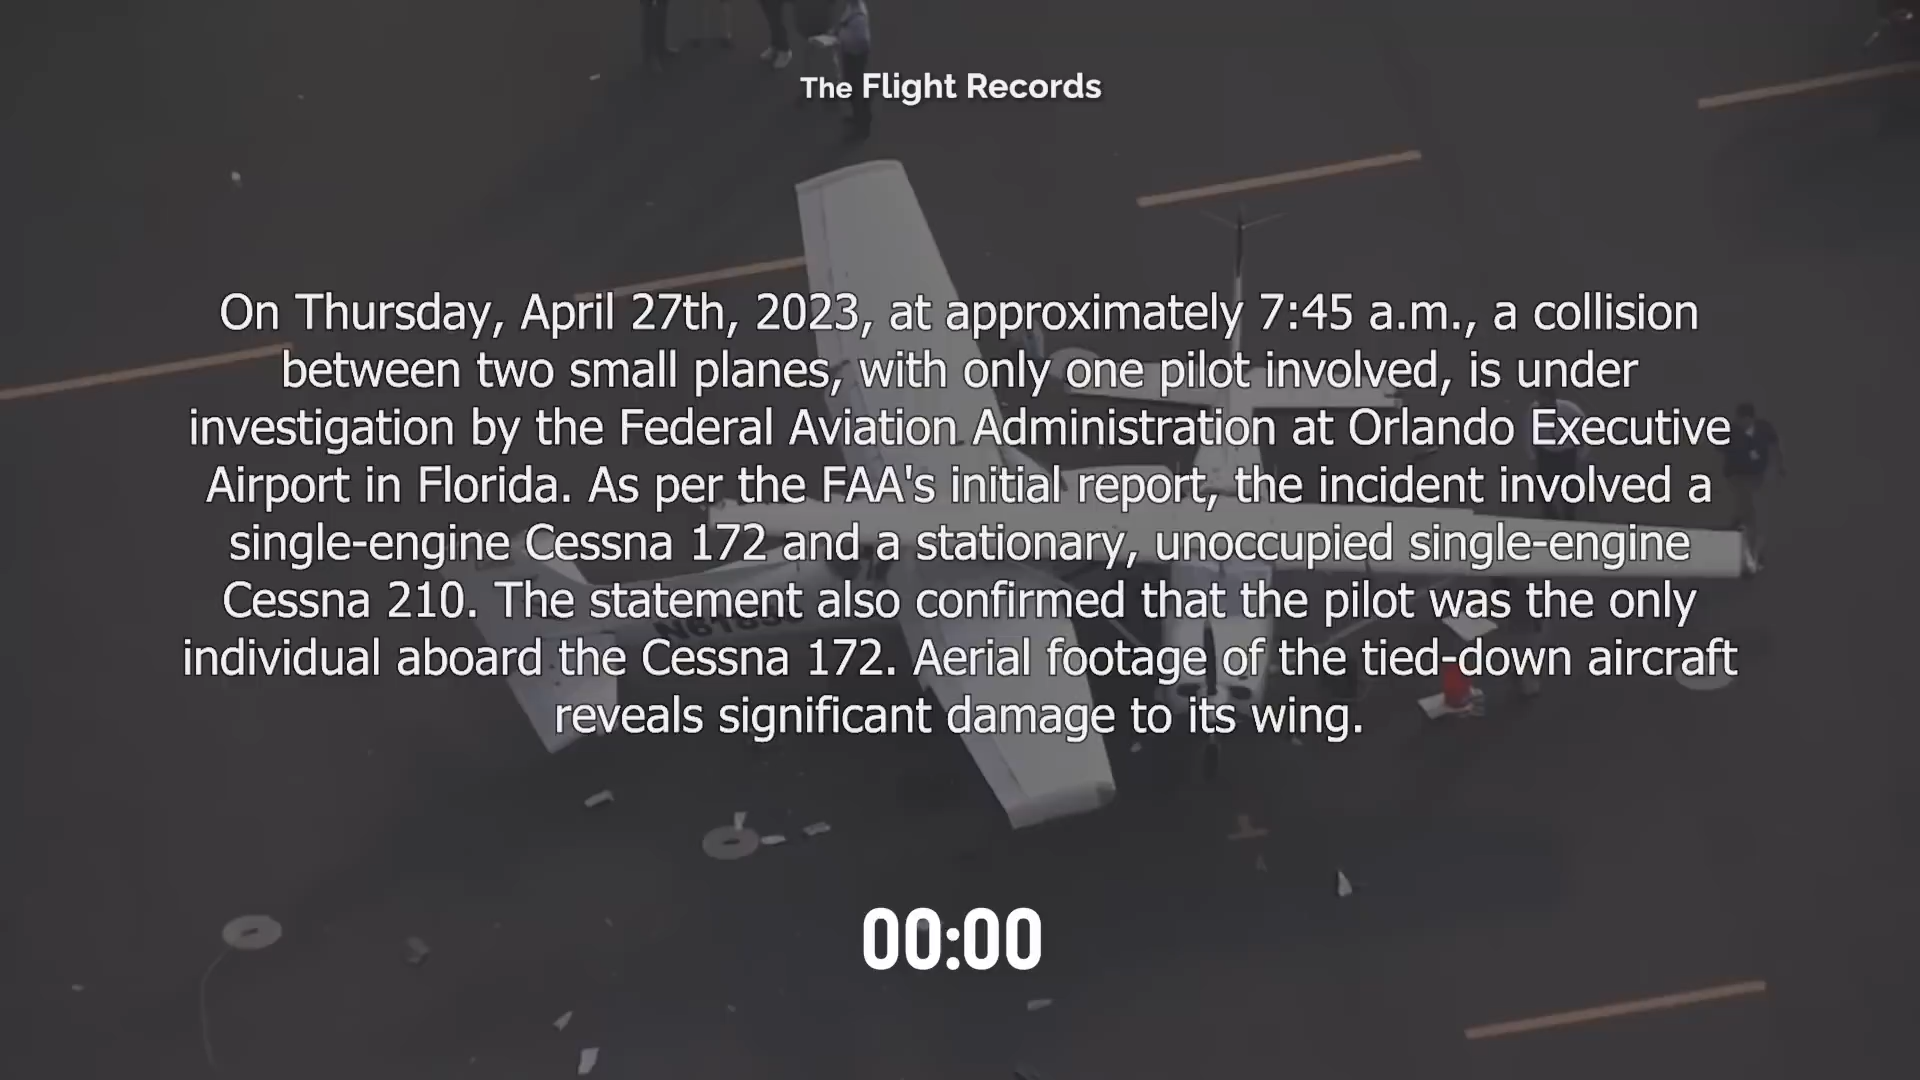 The Flight Records
On Thursday, April 27th, 2023, at approximately 7:45 a.m., a collision
between two small planes, with only one pilot involved, is under
investigation by the Federal Aviation Administration at Orlando Executive
Airport in Florida. As per the FAA's initial report, the incident involved a
single-engine Cessna 172 and a stationary, unoccupied single-engine
Cessna 210. The statement also confirmed that the pilot was the only
individual aboard the Cessna 172. Aerial footage of the tied-down aircraft
reveals significant damage to its wing.
00:00